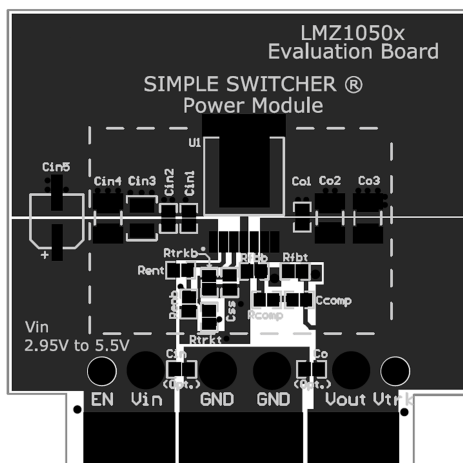 LMZ1050x
Evaluation Board
SIMPLE SWITCHER ®
Power Module
U1
Cin5
Cin4
Cin3
Cin2
Cin1
Co1
Co2
Co3
+
Rtrkb
Rent
Rfbt
Css
Rcomp
Ccomp
Rtrkt
Vin
2.95V to 5.5V
Cin
(Opt.)
Co
(Opt.)
EN Vin GND GND Vout Vtrk